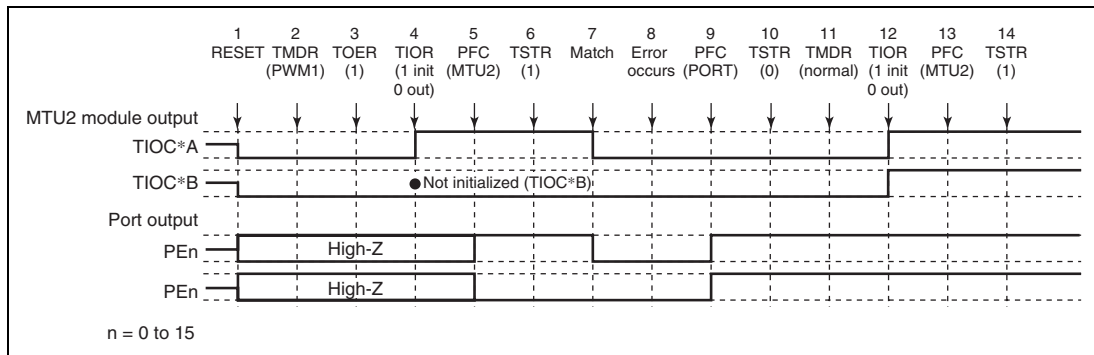 1 2 3 4 5 6 7 8 9 10 11 12 13 14
RESET TMDR TOER TIOR PFC TSTR Match Error PFC TSTR TMDR TIOR PFC TSTR
(PWM1) (1) (1 init (MTU2) (1) occurs (PORT) (0) (normal) (1 init (MTU2) (1)
0 out) 0 out)
MTU2 module output
TIOC*A
TIOC*B Not initialized (TIOC*B)
Port output
PEn High-Z
PEn High-Z
n = 0 to 15